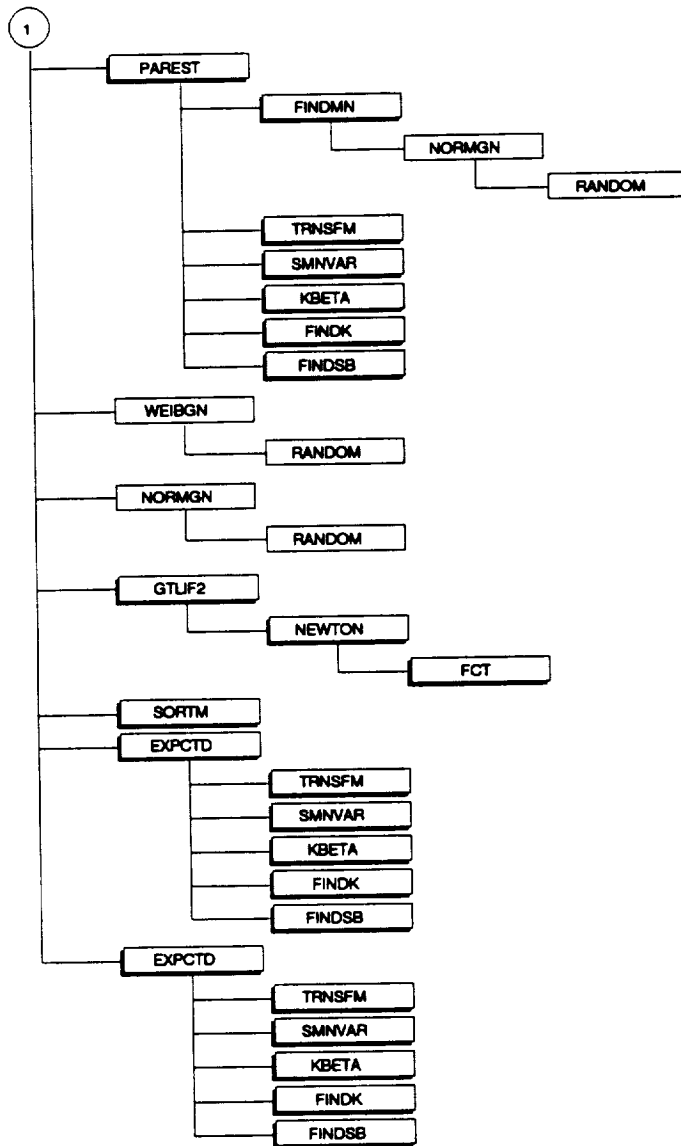 1
PAREST
FINDMN
NORMGN
RANDOM
TRNSFM
SMNVAR
KBETA
FINDK
FINDSB
WEIBGN
RANDOM
NORMGN
RANDOM
GTLIF2
NEWTON
FCT
SORTM
EXPCTD
TRNSFM
SMNVAR
KBETA
FINDK
FINDSB
EXPCTD
TRNSFM
SMNVAR
KBETA
FINDK
FINDSB